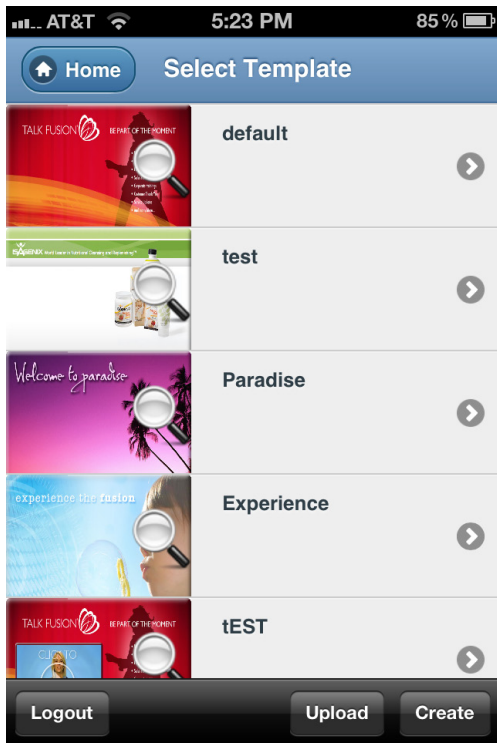 AT&T 5:23 PM 85%
Home Select Template
TALK FUSION BE PART OF THE MOMENT
default
test
Welcome to paradise
Paradise
experience the fusion
Experience
TALK FUSION BE PART OF THE MOMENT
tEST
Logout Upload Create